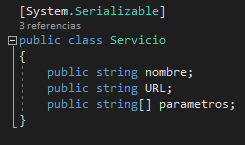 [System.Serializable]
3 referencias
public class Servicio
{
public string nombre;
public string URL;
public string[] parametros;
}